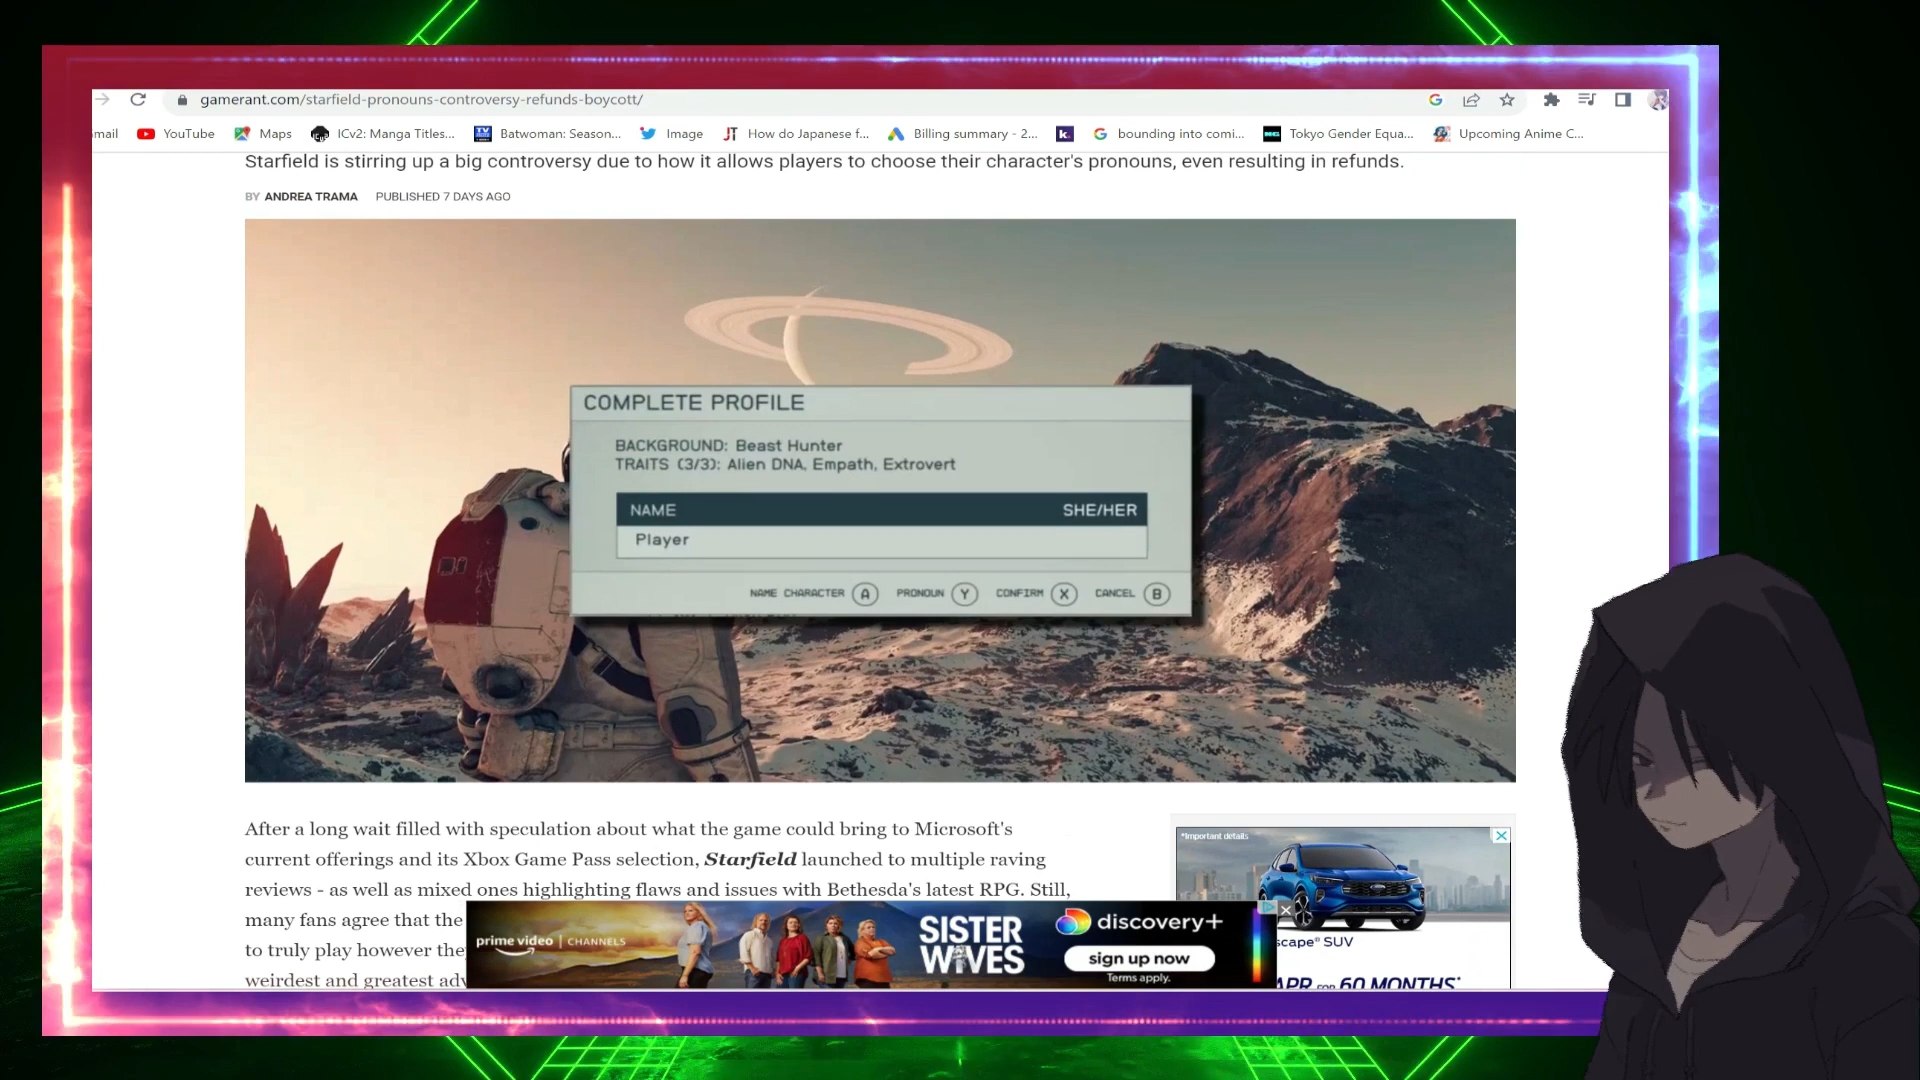 gamerant.com/starfield-pronouns-controversy-refunds-boycott/
mail YouTube Maps ICv2: Manga Titles... Batwoman: Season... Image How do Japanese f... Billing summary - 2... bounding into comi... Tokyo Gender Equa... Upcoming Anime C...
Starfield is stirring up a big controversy due to how it allows players to choose their character's pronouns, even resulting in refunds.
BY ANDREA TRAMA PUBLISHED 7 DAYS AGO
COMPLETE PROFILE
BACKGROUND: Beast Hunter
TRAITS (3/3): Alien DNA, Empath, Extrovert
NAME SHE/HER
Player
NAME CHARACTER A PRONOUN Y CONFIRM X CANCEL B
After a long wait filled with speculation about what the game could bring to Microsoft's
current offerings and its Xbox Game Pass selection, Starfield launched to multiple raving
reviews - as well as mixed ones highlighting flaws and issues with Bethesda's latest RPG. Still,
many fans agree that the
to truly play however the
weirdest and greatest adv
*Important details
scape® SUV
APR FOR 60 MONTHS*
prime video | CHANNELS
SISTER
WIVES
discovery+
sign up now
Terms apply.